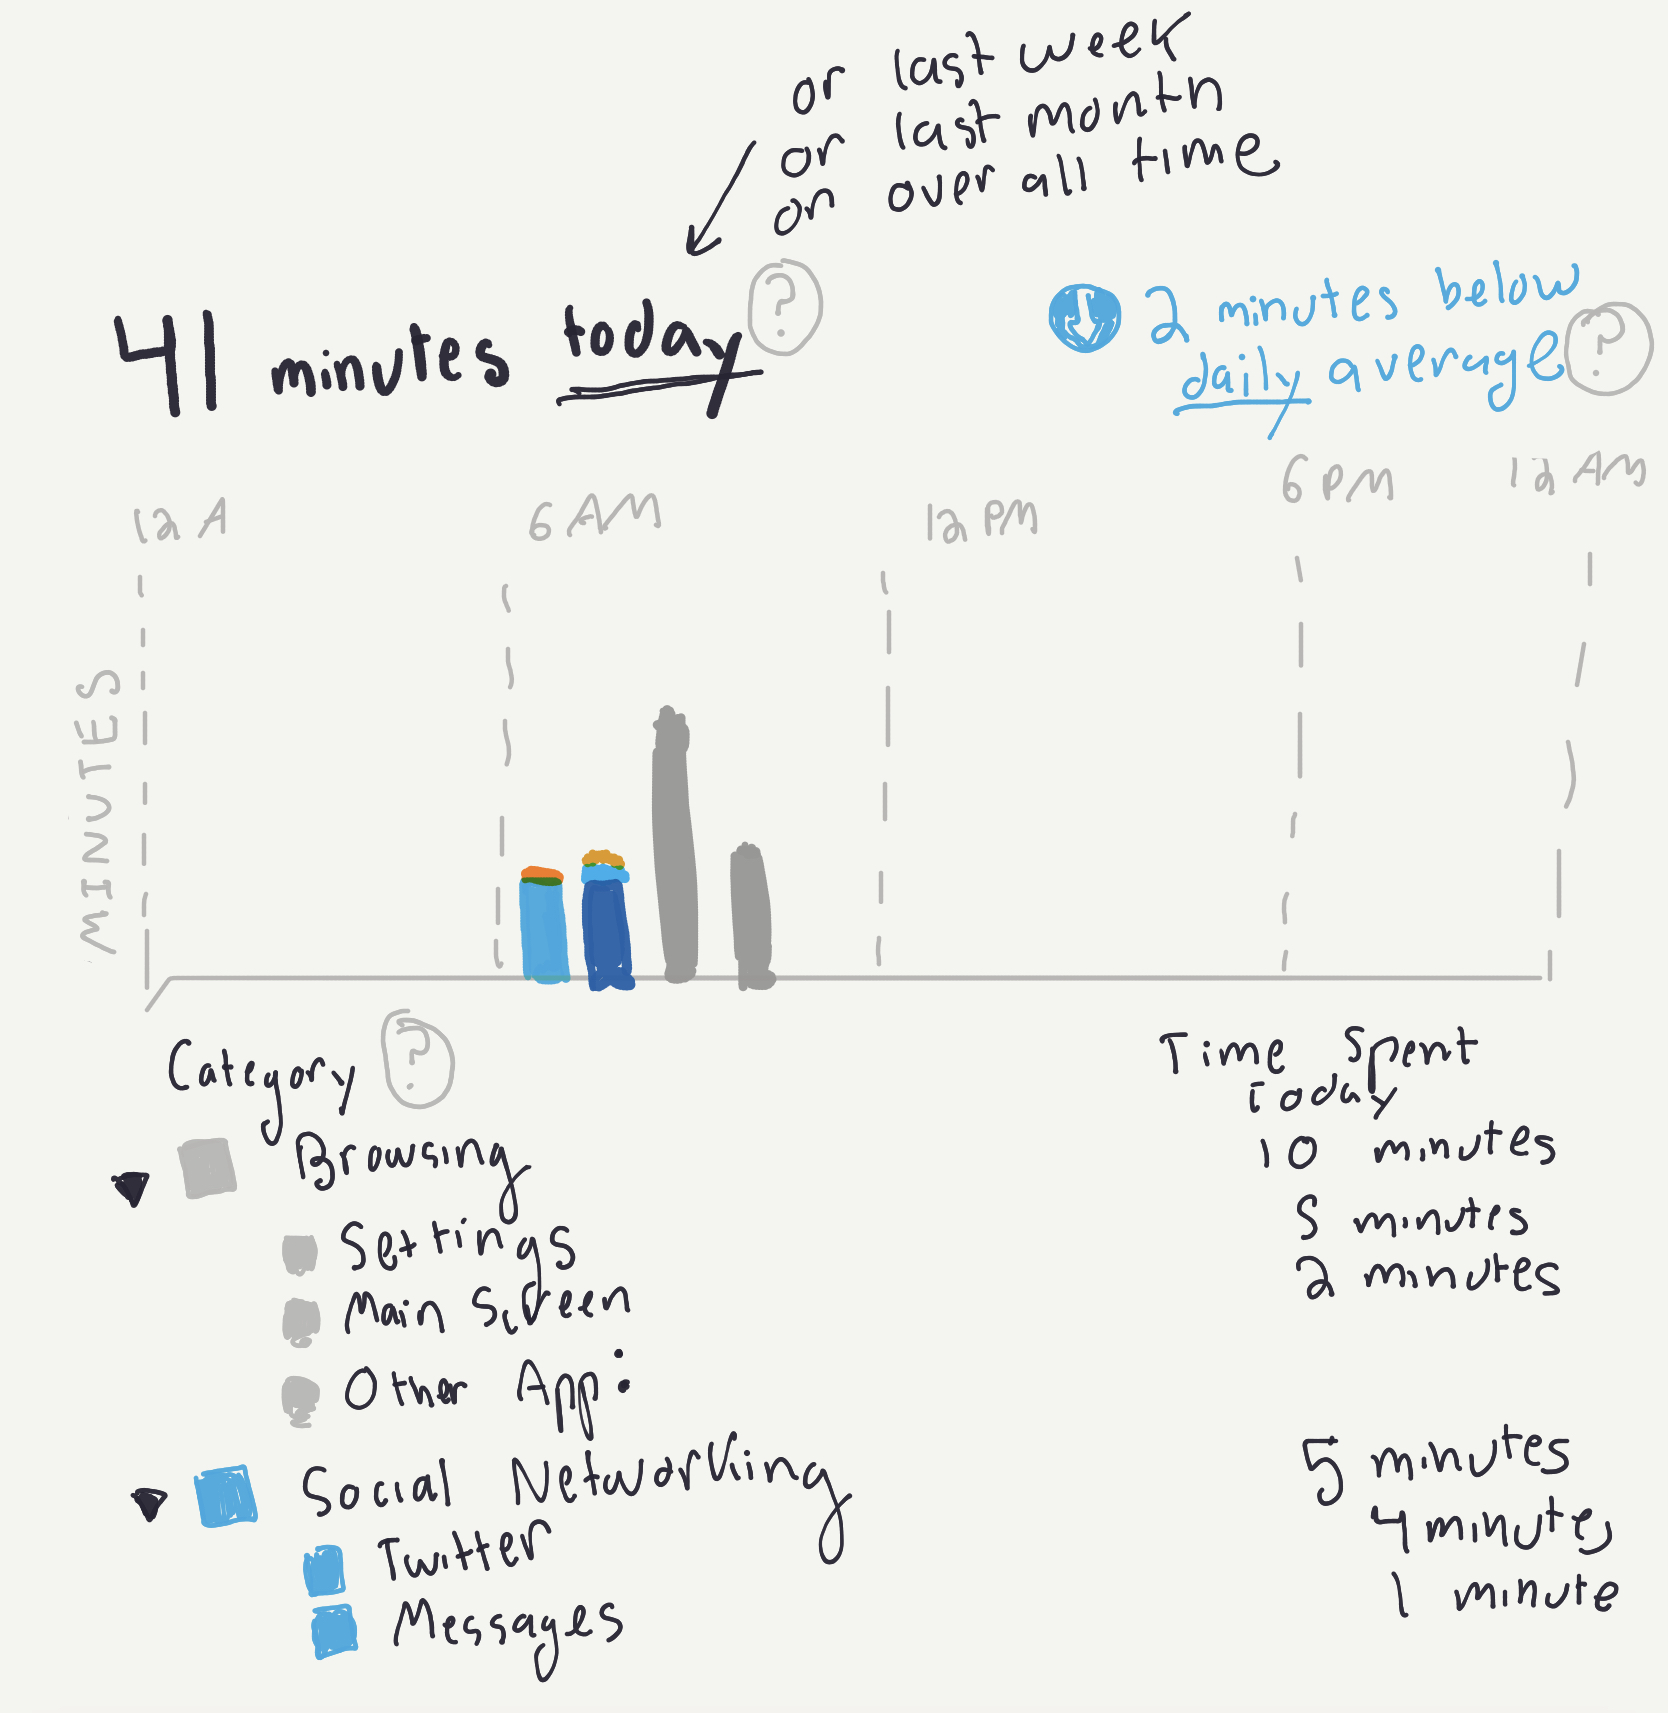 or last week
or last month
or over all time
41 minutes today ?
2 minutes below
daily average ?
12 A 6 AM 12 PM 6 PM 12 AM
MINUTES
Category ? Time Spent
Today
Browsing 10 minutes
Settings 8 minutes
Main Screen 2 minutes
Other App:
Social Networking 5 minutes
Twitter 4 minutes
Messages 1 minute